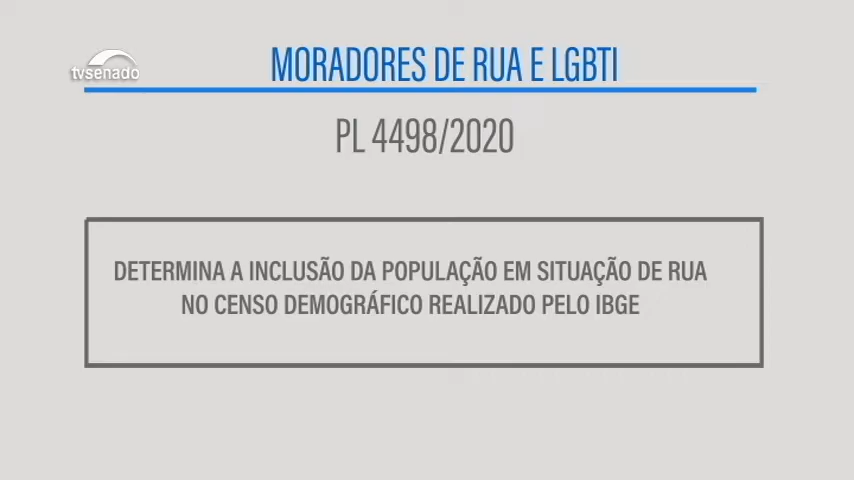 tvsenado
MORADORES DE RUA E LGBTI
PL 4498/2020
DETERMINA A INCLUSÃO DA POPULAÇÃO EM SITUAÇÃO DE RUA
NO CENSO DEMOGRÁFICO REALIZADO PELO IBGE